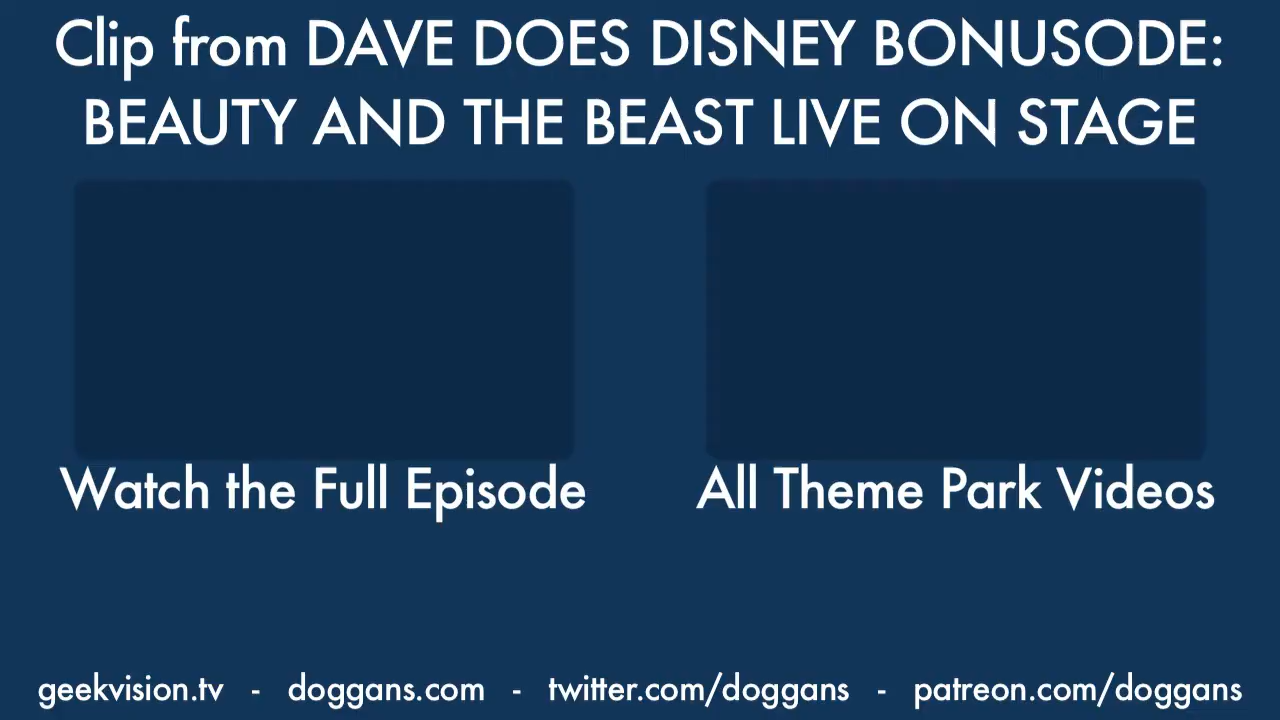 Clip from DAVE DOES DISNEY BONUSODE:
BEAUTY AND THE BEAST LIVE ON STAGE
Watch the Full Episode
All Theme Park Videos
geekvision.tv - doggans.com - twitter.com/doggans - patreon.com/doggans